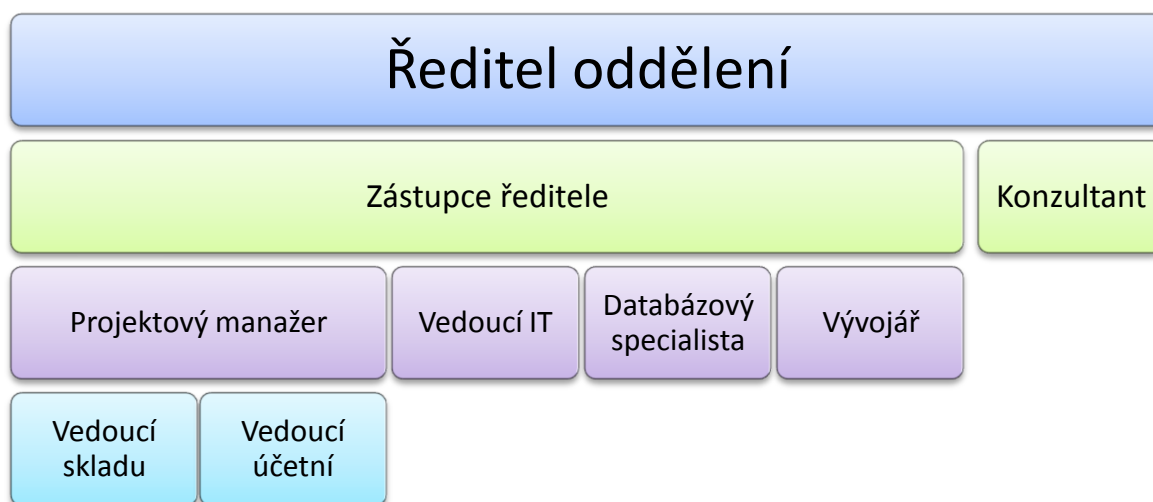 Ředitel oddělení
Zástupce ředitele
Konzultant
Projektový manažer
Vedoucí IT
Databázový
specialista
Vývojář
Vedoucí
skladu
Vedoucí
účetní